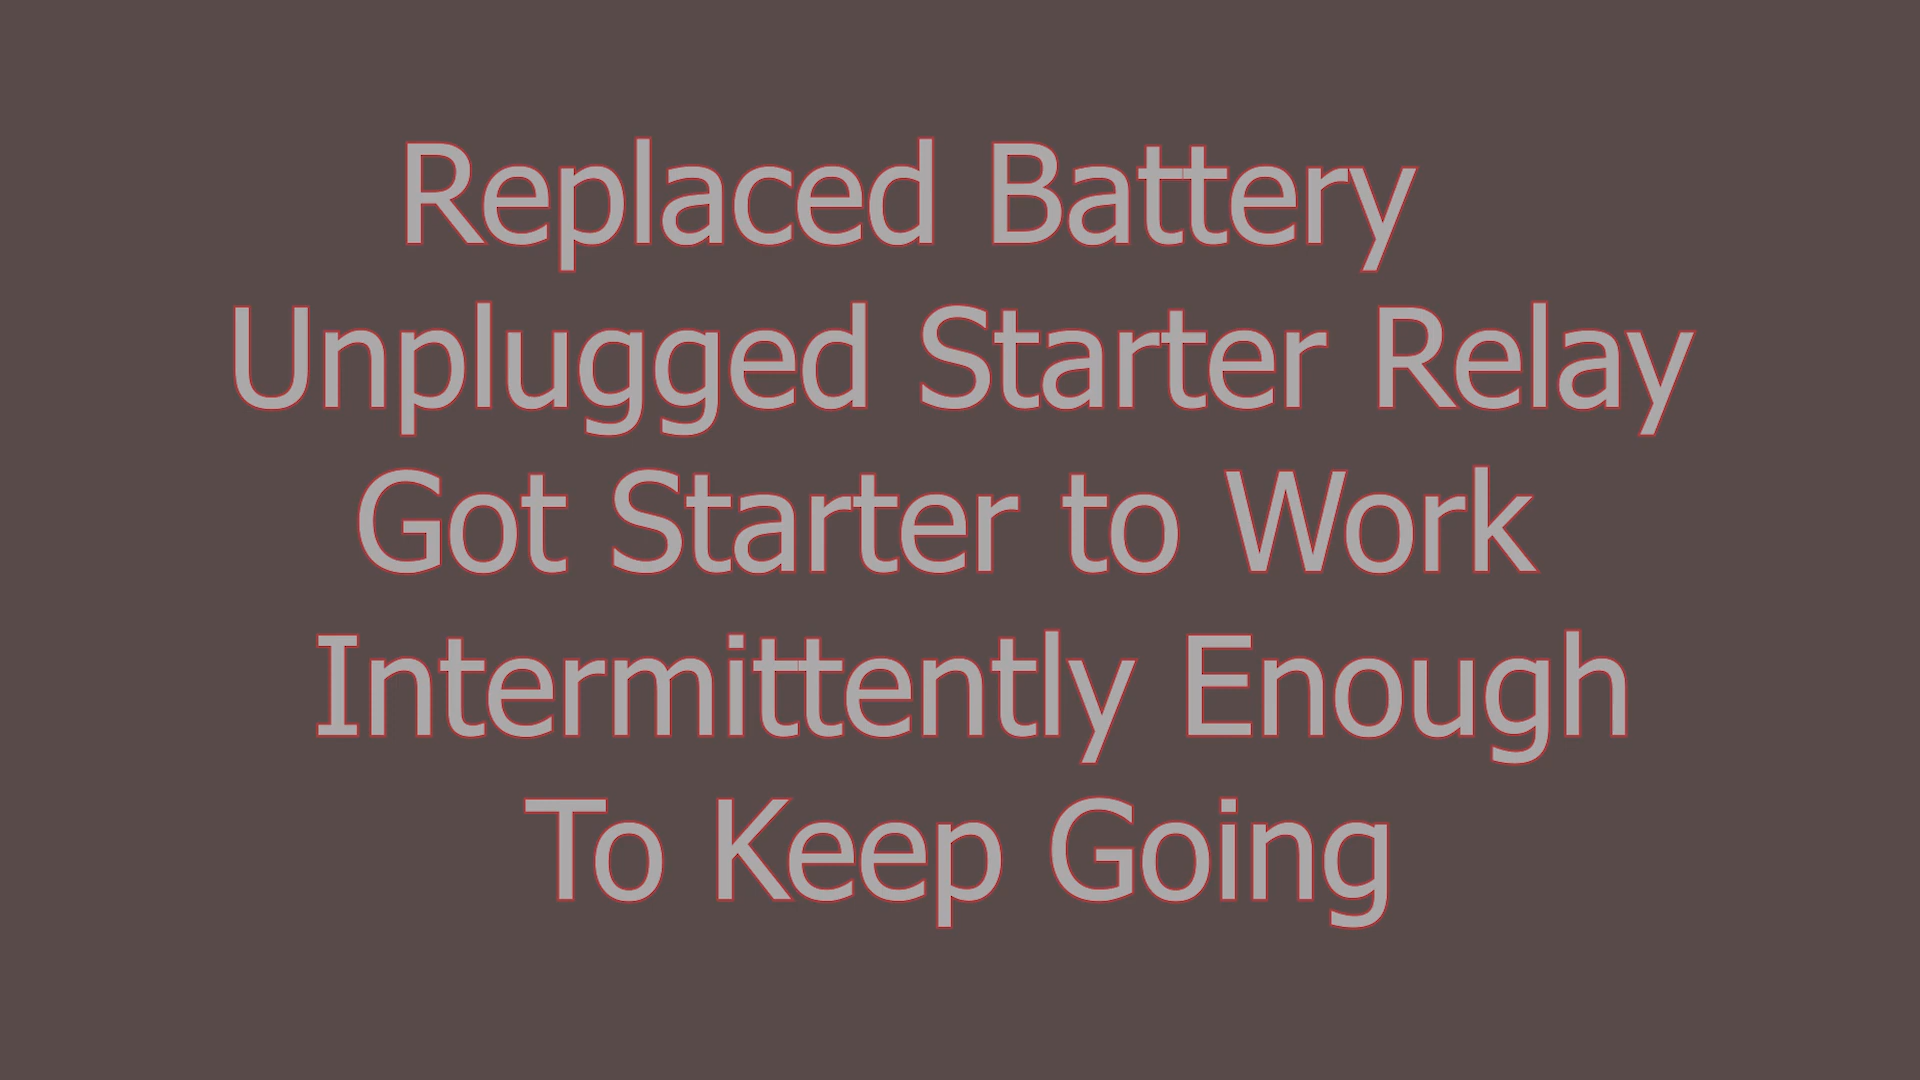 Replaced Battery
Unplugged Starter Relay
Got Starter to Work
Intermittently Enough
To Keep Going